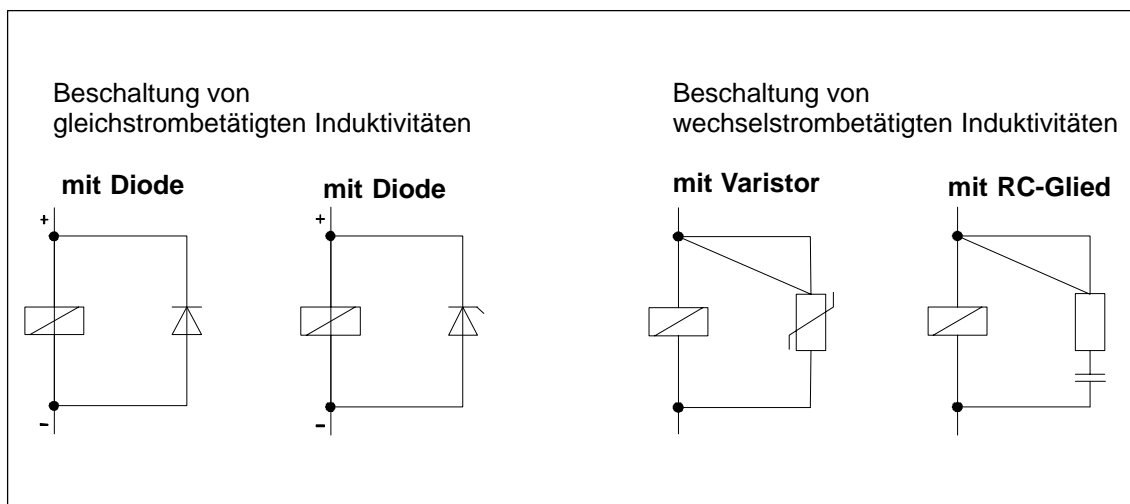 Beschaltung von
gleichstrombetätigten Induktivitäten
Beschaltung von
wechselstrombetätigten Induktivitäten
mit Diode
mit Diode
mit Varistor
mit RC-Glied
+
+
-
-